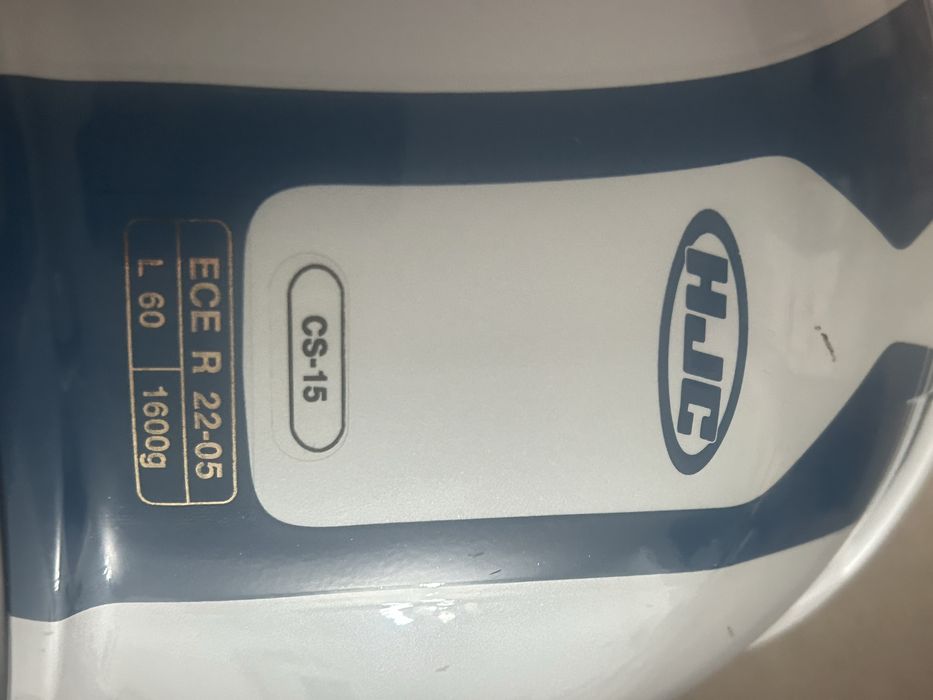 HJC
CS-15
ECE R 22-05
L 60
1600g